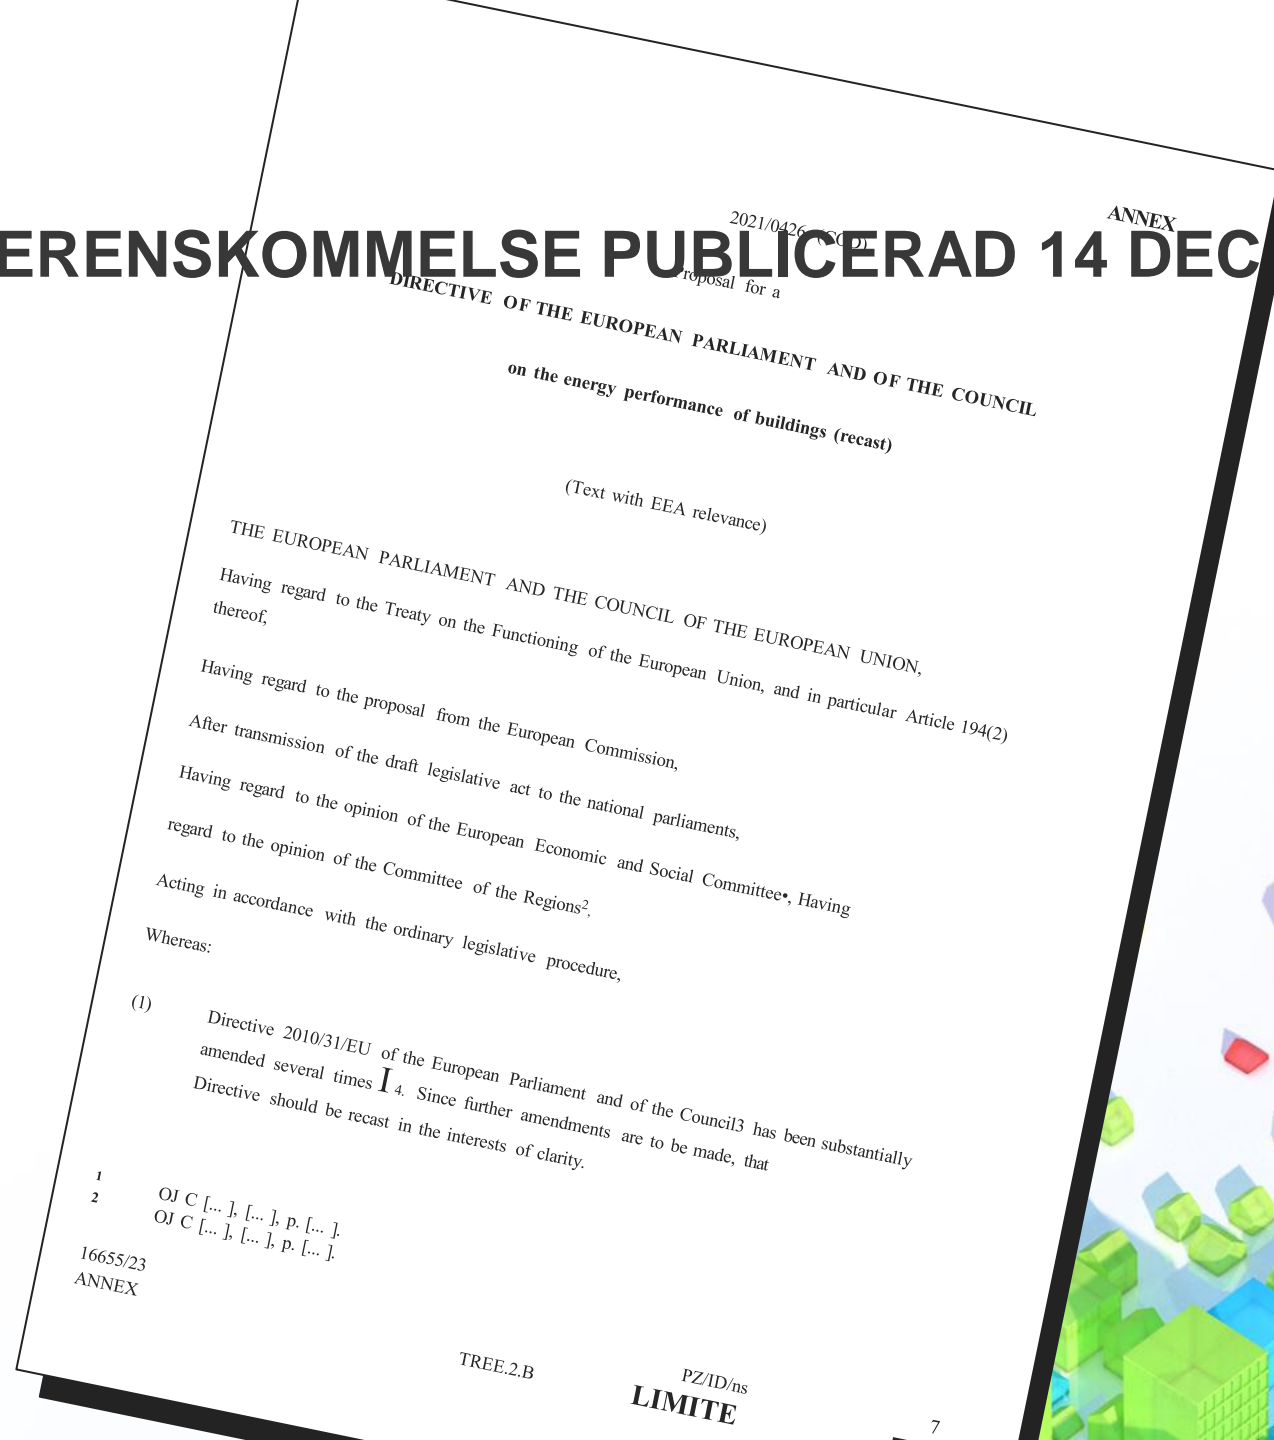 ANNEX
2021/0426 (COD)
ERENSKOMMELSE PUBLICERAD 14 DEC
roposal for a
DIRECTIVE OF THE EUROPEAN PARLIAMENT AND OF THE COUNCIL
on the energy performance of buildings (recast)
(Text with EEA relevance)
THE EUROPEAN PARLIAMENT AND THE COUNCIL OF THE EUROPEAN UNION,
Having regard to the Treaty on the Functioning of the European Union, and in particular Article 194(2)
thereof,
Having regard to the proposal from the European Commission,
After transmission of the draft legislative act to the national parliaments,
Having regard to the opinion of the European Economic and Social Committee•, Having
regard to the opinion of the Committee of the Regions²,
Acting in accordance with the ordinary legislative procedure,
Whereas:
(1) Directive 2010/31/EU of the European Parliament and of the Council3 has been substantially
amended several times I 4. Since further amendments are to be made, that
Directive should be recast in the interests of clarity.
1 OJ C [... ], [... ], p. [... ].
2 OJ C [... ], [... ], p. [... ].
16655/23
ANNEX
TREE.2.B
PZ/ID/ns
LIMITE
7